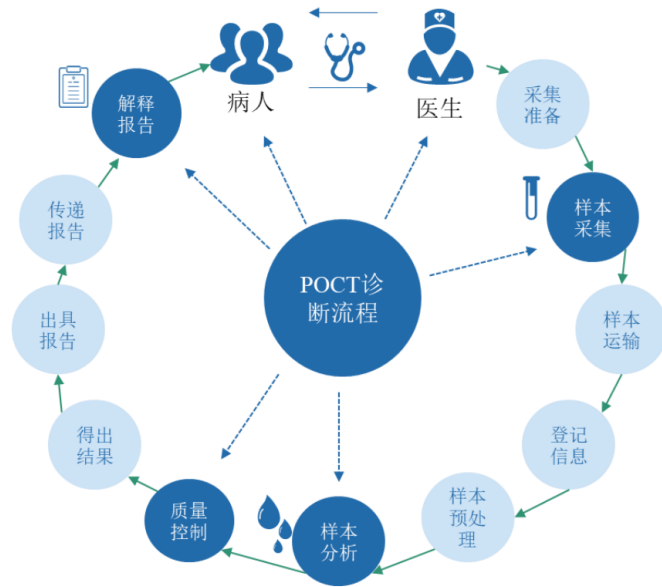 病人
医生
采集
准备
样本
采集
样本
运输
登记
信息
样本
预处
理
样本
分析
质量
控制
得出
结果
出具
报告
传递
报告
解释
报告
POCT诊
断流程